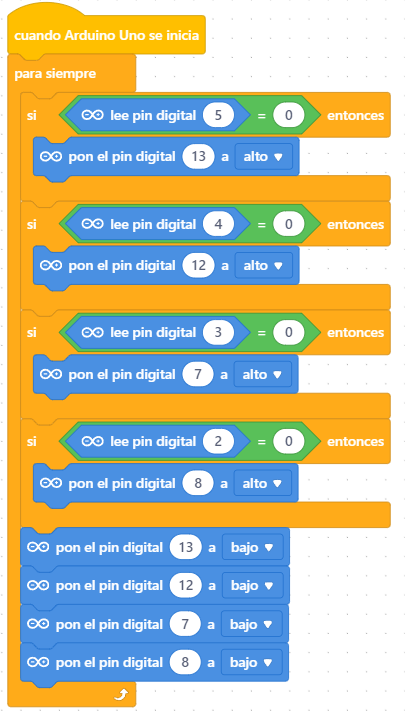 cuando Arduino Uno se inicia
para siempre
si lee pin digital 5 = 0 entonces
pon el pin digital 13 a alto
si lee pin digital 4 = 0 entonces
pon el pin digital 12 a alto
si lee pin digital 3 = 0 entonces
pon el pin digital 7 a alto
si lee pin digital 2 = 0 entonces
pon el pin digital 8 a alto
pon el pin digital 13 a bajo
pon el pin digital 12 a bajo
pon el pin digital 7 a bajo
pon el pin digital 8 a bajo